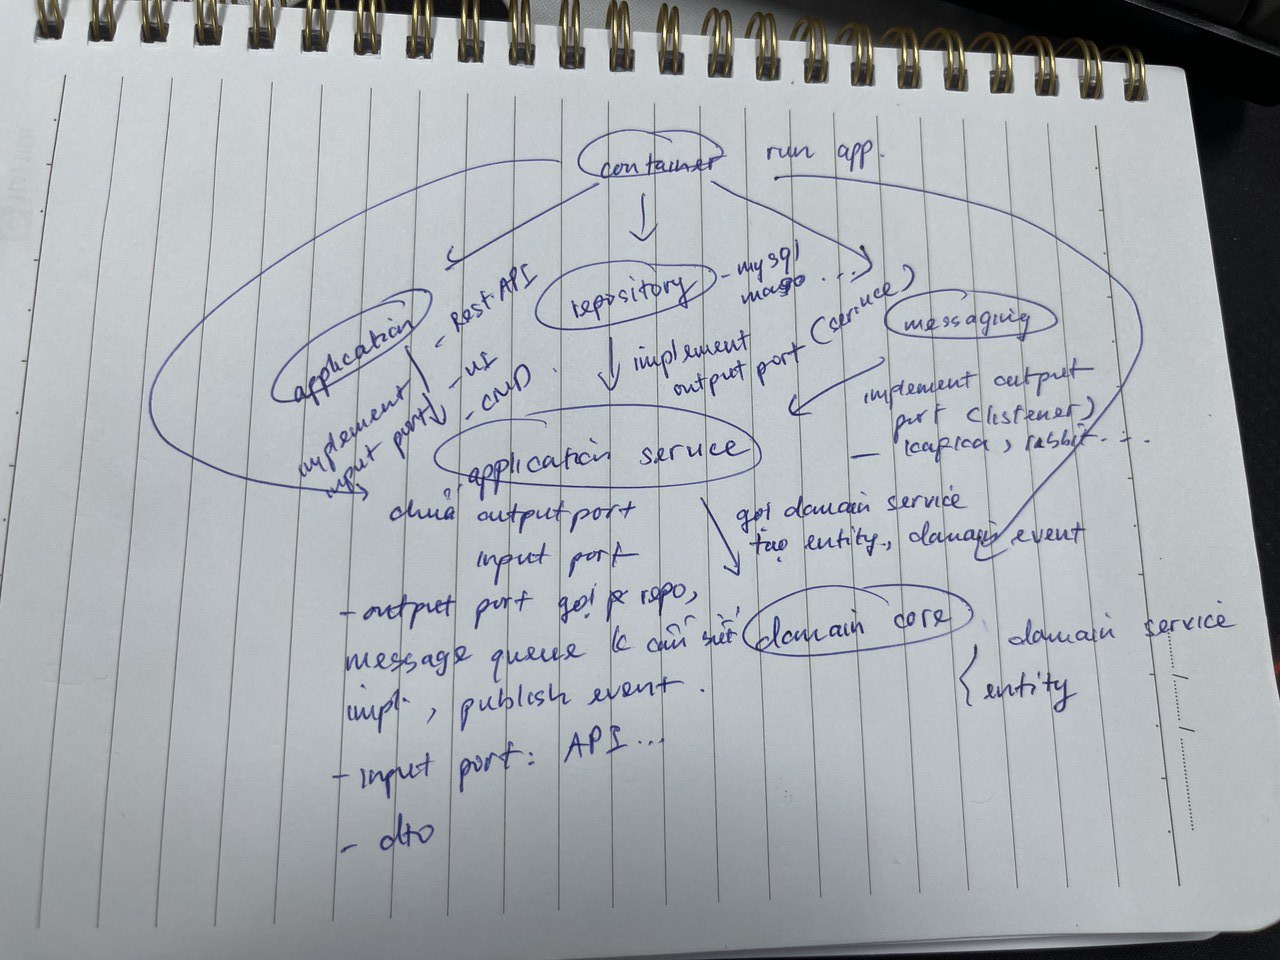 container run app.
application
- Rest API
- UI
- CMD
implement
input port
repository
- mysql
mago ...
implement
output port (service)
messaging
implement output
port (listener)
- kafka, rabbit...
application service
chứa output port
input port
- output port gọi repo,
message queue k cần biết
impl, publish event.
- input port: API...
- dto
gọi domain service
tạo entity, domain event
domain core
{ domain service
entity